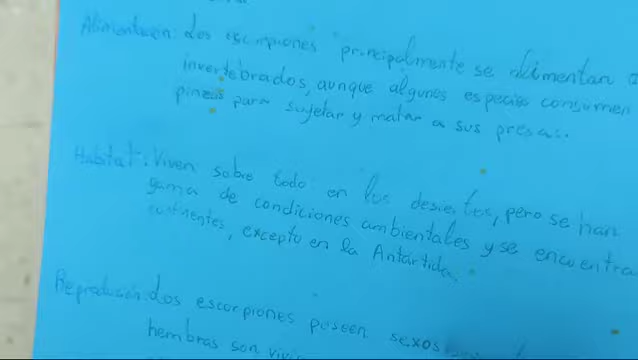 Alimentación: Los escorpiones principalmente se alimentan
invertebrados, aunque algunos especies consumen
pinzas para sujetar y matar a sus presas.
Habitat: Viven sobre todo en los desiertos, pero se han
gama de condiciones ambientales y se encuentra
continentes, excepto en la Antártida.
Reproducción: Los escorpiones poseen sexos
hembras son